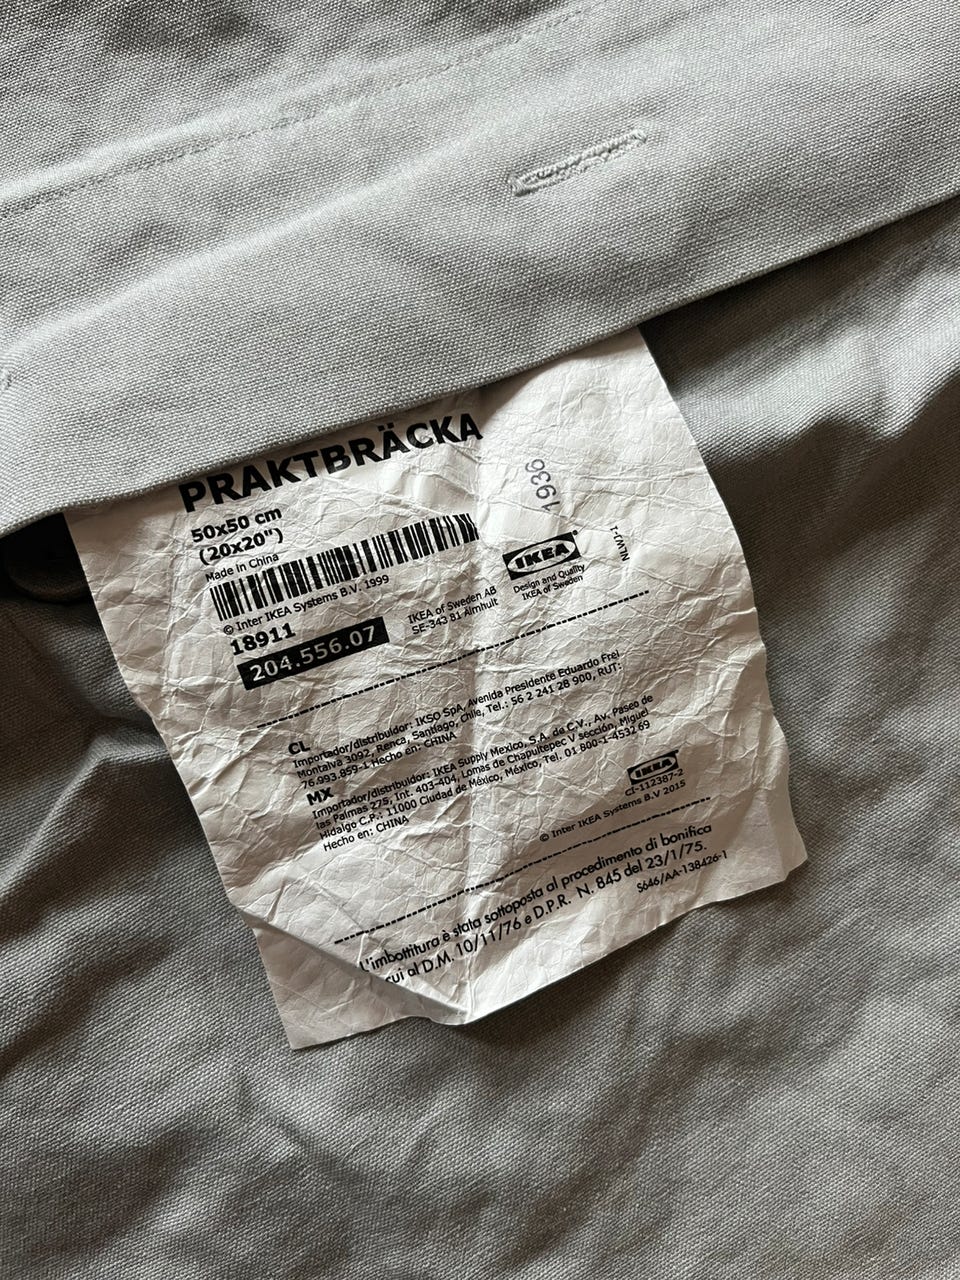 PRAKTBRÄCKA
50x50 cm
(20x20")
Made in China
© Inter IKEA Systems B.V. 1999
18911
204.556.07
IKEA of Sweden AB
SE-343 81 Älmhult
1936
IKEA
Design and Quality
IKEA of Sweden
NLWJ-1
CL
Importador/distribuidor: IKSO SpA, Avenida Presidente Eduardo Frei
Montalva 3092, Renca, Santiago, Chile, Tel.: 56 2 241 28 900, RUT:
76.993.859-1 Hecho en: CHINA
MX
Importador/distribuidor: IKEA Supply Mexico, S.A. de C.V., Av. Paseo de
las Palmas 275, Int. 403-404, Lomas de Chapultepec V sección, Miguel
Hidalgo C.P.: 11000 Ciudad de México, México, Tel. 01 800-1-4532 69
Hecho en: CHINA
IKEA
CI-112387-2
© Inter IKEA Systems B.V 2015
L'imbottitura è stata sottoposta al procedimento di bonifica
cui al D.M. 10/11/76 e D.P.R. N. 845 del 23/1/75.
S646/AA-138426-1